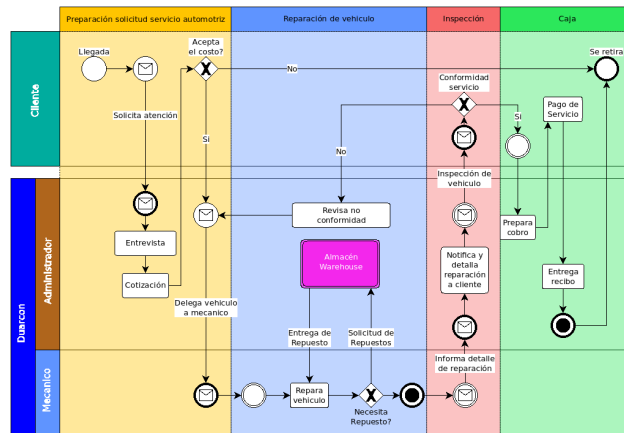 Preparación solicitud servicio automotriz
Reparación de vehiculo
Inspección
Caja
Cliente
Duarcon
Administrador
Mecanico
Llegada
Acepta
el costo?
No
Se retira
Conformidad
servicio
Solicita atención
Si
No
Si
Pago de
Servicio
Inspección de
vehiculo
Entrevista
Cotización
Revisa no
conformidad
Prepara
cobro
Almacén
Warehouse
Notifica y
detalla
reparación
a cliente
Entrega
recibo
Delega vehiculo
a mecanico
Entrega de
Repuesto
Solicitud de
Repuestos
Informa detalle
de reparación
Repara
vehiculo
Necesita
Repuesto?